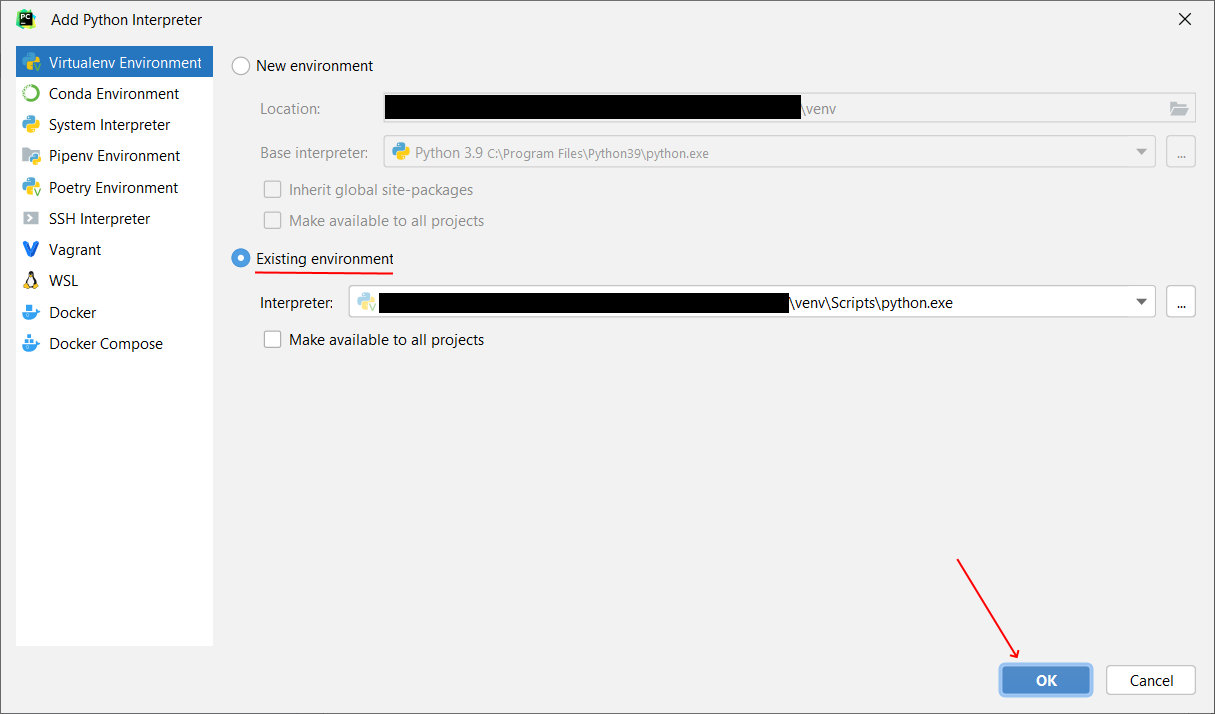 Add Python Interpreter
Virtualenv Environment
Conda Environment
System Interpreter
Pipenv Environment
Poetry Environment
SSH Interpreter
Vagrant
WSL
Docker
Docker Compose
New environment
Location: \venv
Base interpreter: Python 3.9 C:\Program Files\Python39\python.exe ...
Inherit global site-packages
Make available to all projects
Existing environment
Interpreter: \venv\Scripts\python.exe ...
Make available to all projects
OK Cancel